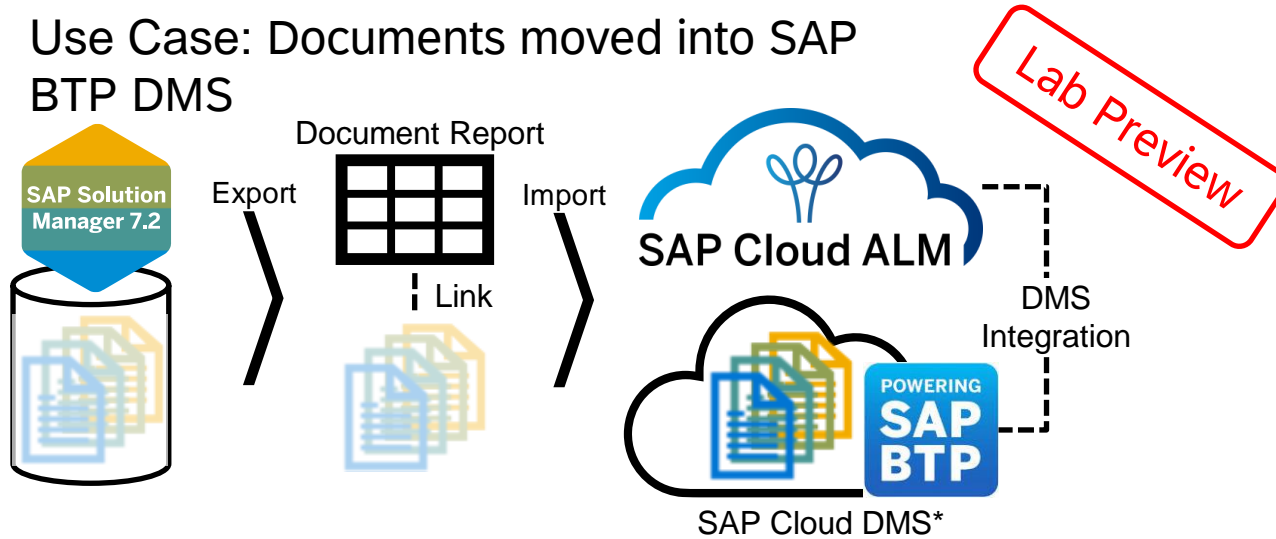 Use Case: Documents moved into SAP
BTP DMS
Lab Preview
SAP Solution
Manager 7.2
Export
Document Report
Link
Import
SAP Cloud ALM
DMS
Integration
POWERING
SAP
BTP
SAP Cloud DMS*